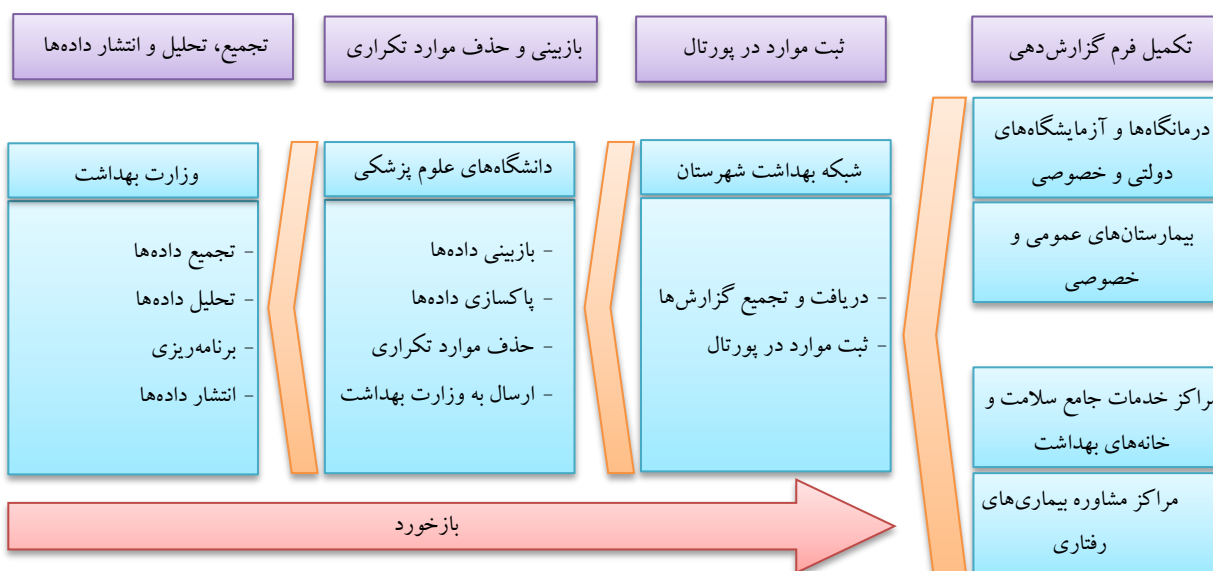 تکمیل فرم گزارش‌دهی
ثبت موارد در پورتال
بازبینی و حذف موارد تکراری
تجمیع، تحلیل و انتشار داده‌ها
درمانگاه‌ها و آزمایشگاه‌های
دولتی و خصوصی
بیمارستان‌های عمومی و
خصوصی
مراکز خدمات جامع سلامت و
خانه‌های بهداشت
مراکز مشاوره بیماری‌های
رفتاری
شبکه بهداشت شهرستان
- دریافت و تجمیع گزارش‌ها
- ثبت موارد در پورتال
دانشگاه‌های علوم پزشکی
- بازبینی داده‌ها
- پاکسازی داده‌ها
- حذف موارد تکراری
- ارسال به وزارت بهداشت
وزارت بهداشت
- تجمیع داده‌ها
- تحلیل داده‌ها
- برنامه‌ریزی
- انتشار داده‌ها
بازخورد